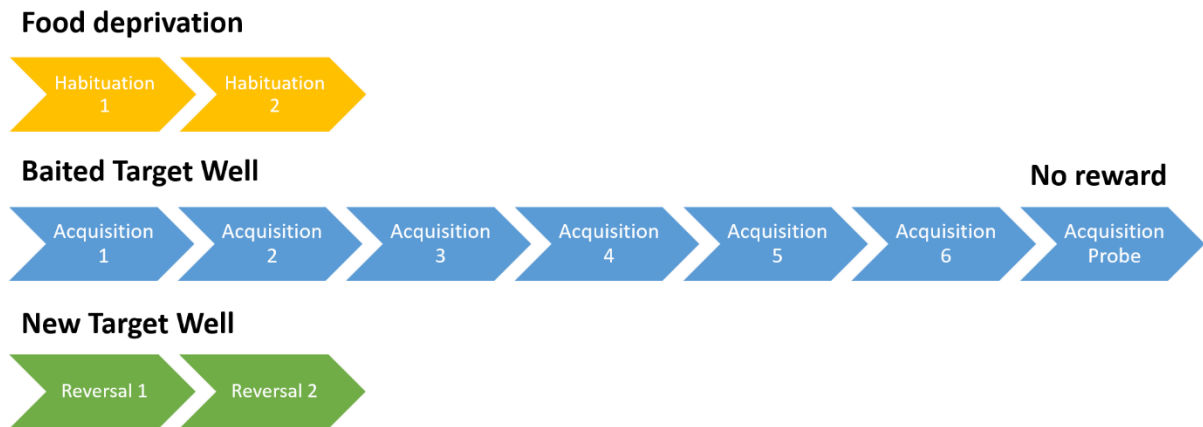 Food deprivation
Habituation
1
Habituation
2
Baited Target Well
No reward
Acquisition
1
Acquisition
2
Acquisition
3
Acquisition
4
Acquisition
5
Acquisition
6
Acquisition
Probe
New Target Well
Reversal 1
Reversal 2